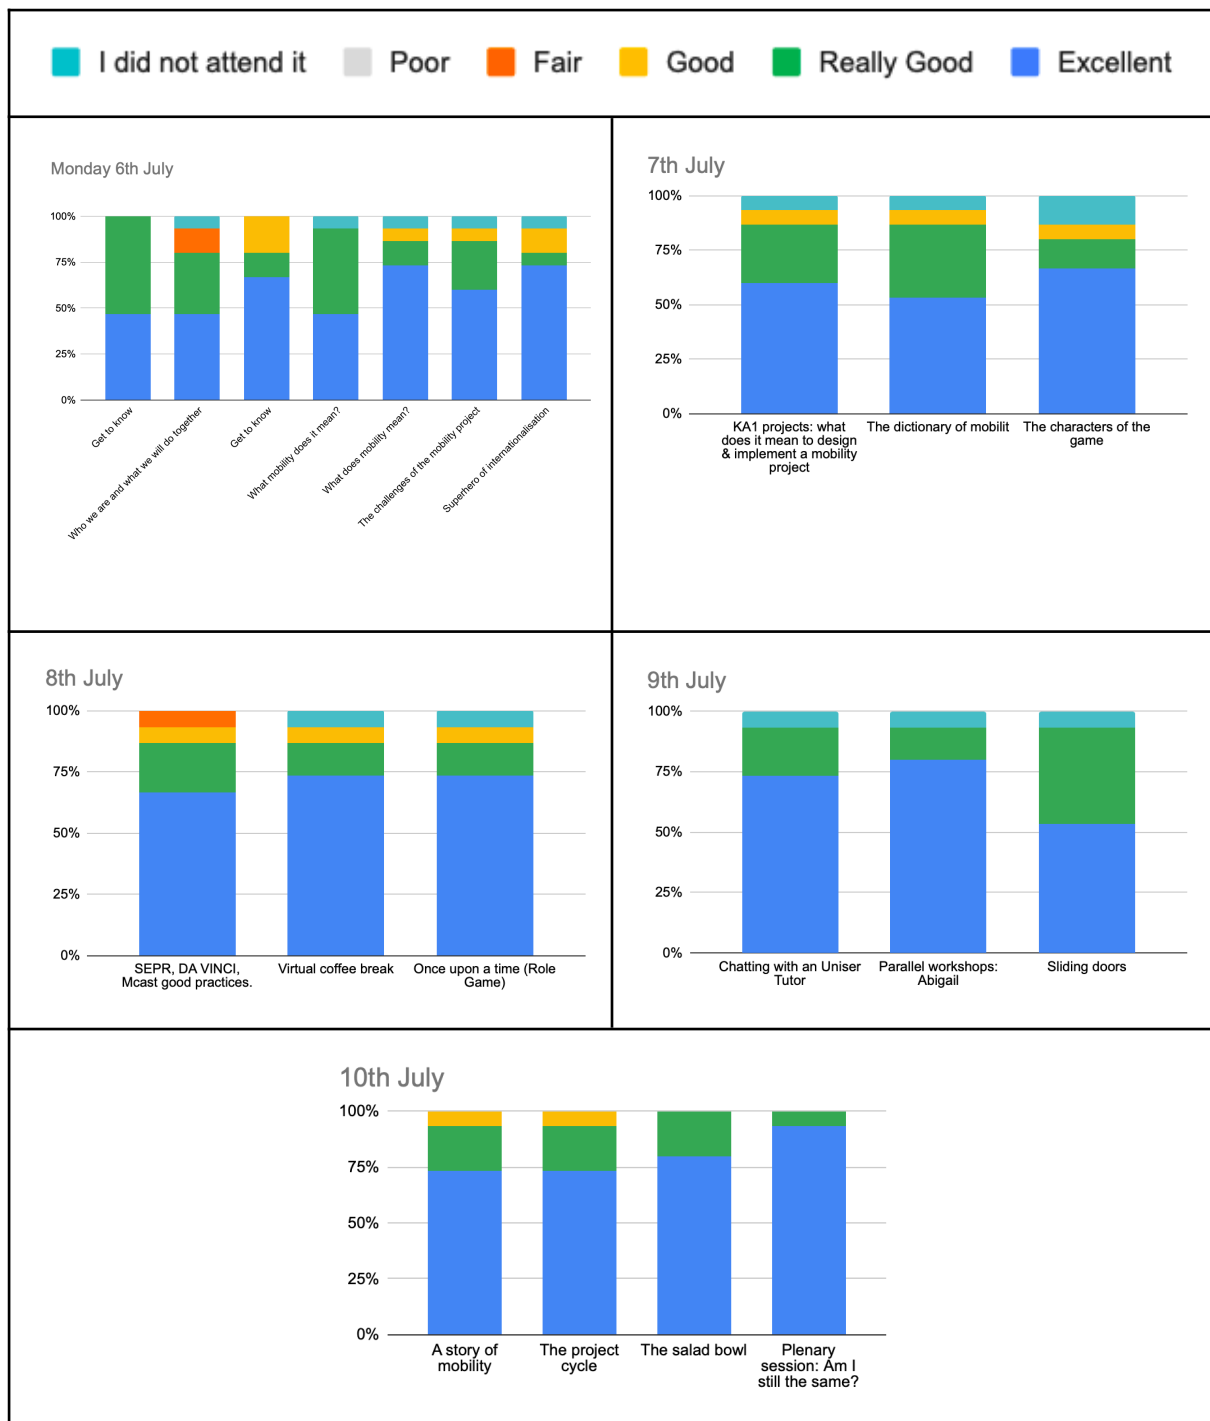 I did not attend it Poor Fair Good Really Good Excellent
Monday 6th July
100%
75%
50%
25%
0%
Get to know
Who we are and what we will do together
Get to know
What mobility does it mean?
What does mobility mean?
The challenges of the mobility project
Superhero of internationalisation
7th July
100%
75%
50%
25%
0%
KA1 projects: what
does it mean to design
& implement a mobility
project
The dictionary of mobilit
The characters of the
game
8th July
100%
75%
50%
25%
0%
SEPR, DA VINCI,
Mcast good practices.
Virtual coffee break
Once upon a time (Role
Game)
9th July
100%
75%
50%
25%
0%
Chatting with an Uniser
Tutor
Parallel workshops:
Abigail
Sliding doors
10th July
100%
75%
50%
25%
0%
A story of
mobility
The project
cycle
The salad bowl
Plenary
session: Am I
still the same?